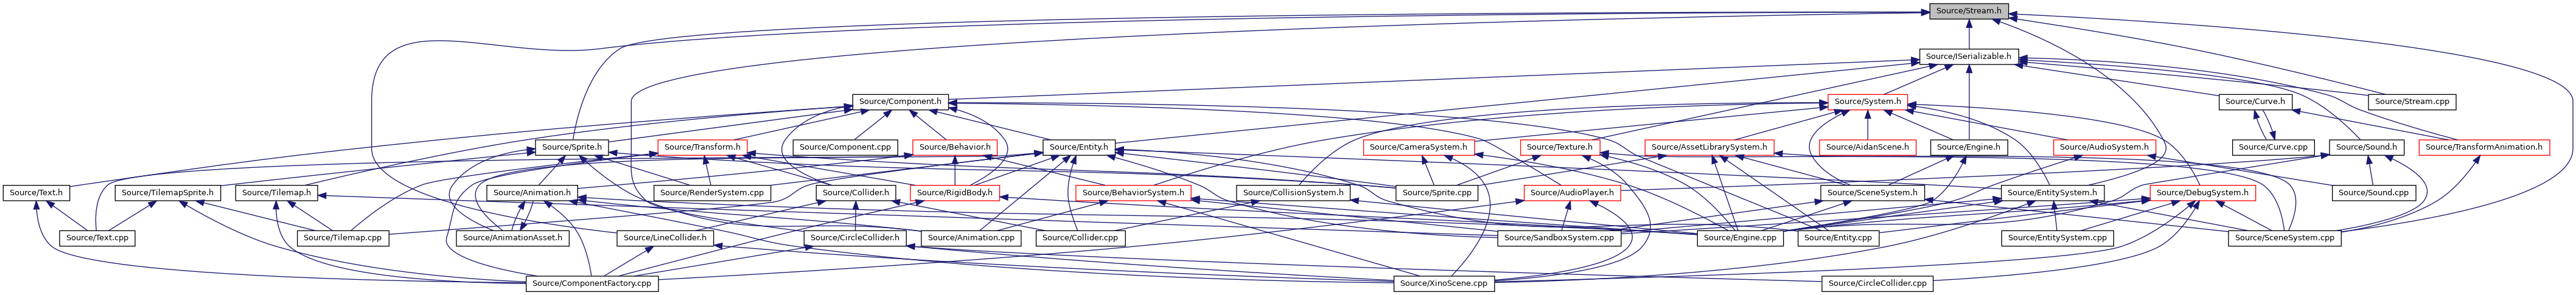 Source/Stream.h
Source/ISerializable.h
Source/Component.h
Source/System.h
Source/Curve.h
Source/Stream.cpp
Source/Sprite.h
Source/Transform.h
Source/Component.cpp
Source/Behavior.h
Source/Entity.h
Source/CameraSystem.h
Source/Texture.h
Source/AssetLibrarySystem.h
Source/AidanScene.h
Source/Engine.h
Source/AudioSystem.h
Source/Curve.cpp
Source/Sound.h
Source/TransformAnimation.h
Source/Text.h
Source/TilemapSprite.h
Source/Tilemap.h
Source/Animation.h
Source/RenderSystem.cpp
Source/Collider.h
Source/RigidBody.h
Source/BehaviorSystem.h
Source/CollisionSystem.h
Source/Sprite.cpp
Source/AudioPlayer.h
Source/SceneSystem.h
Source/EntitySystem.h
Source/DebugSystem.h
Source/Sound.cpp
Source/Text.cpp
Source/Tilemap.cpp
Source/AnimationAsset.h
Source/LineCollider.h
Source/CircleCollider.h
Source/Animation.cpp
Source/Collider.cpp
Source/SandboxSystem.cpp
Source/Engine.cpp
Source/Entity.cpp
Source/EntitySystem.cpp
Source/SceneSystem.cpp
Source/ComponentFactory.cpp
Source/XinoScene.cpp
Source/CircleCollider.cpp